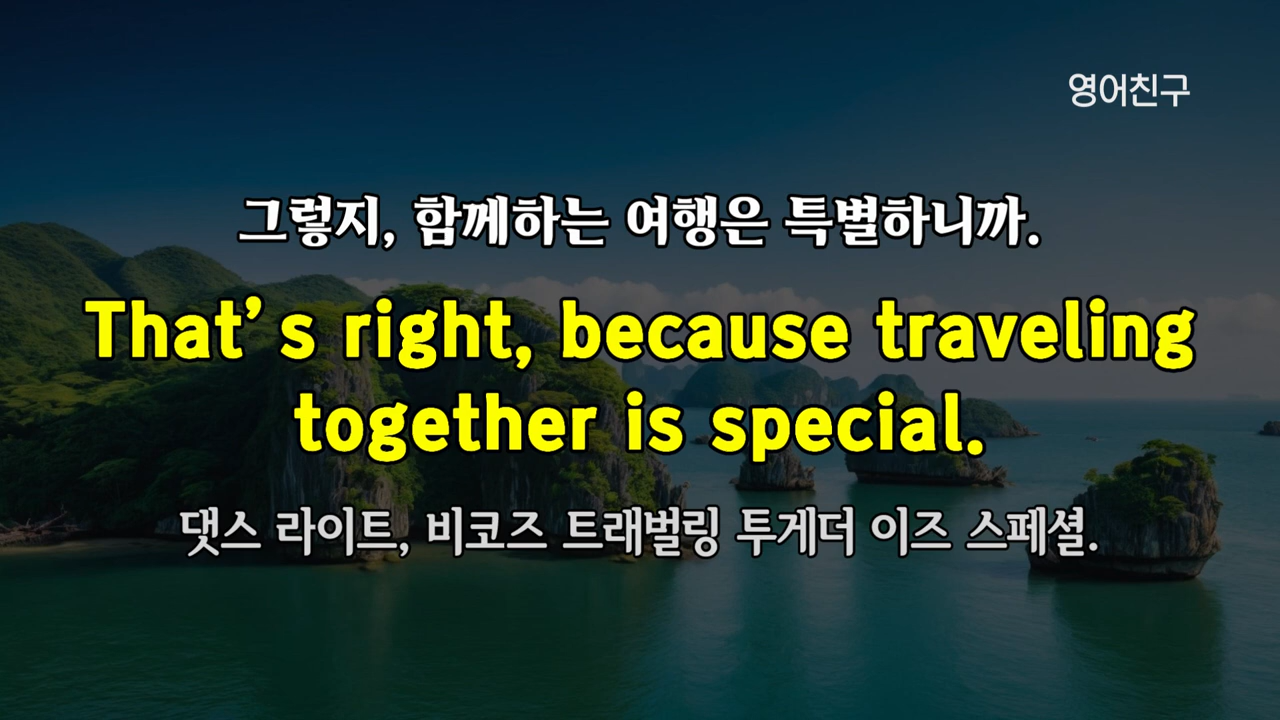 영어친구
그렇지, 함께하는 여행은 특별하니까.
That's right, because traveling
together is special.
댓스 라이트, 비코즈 트래벌링 투게더 이즈 스페셜.